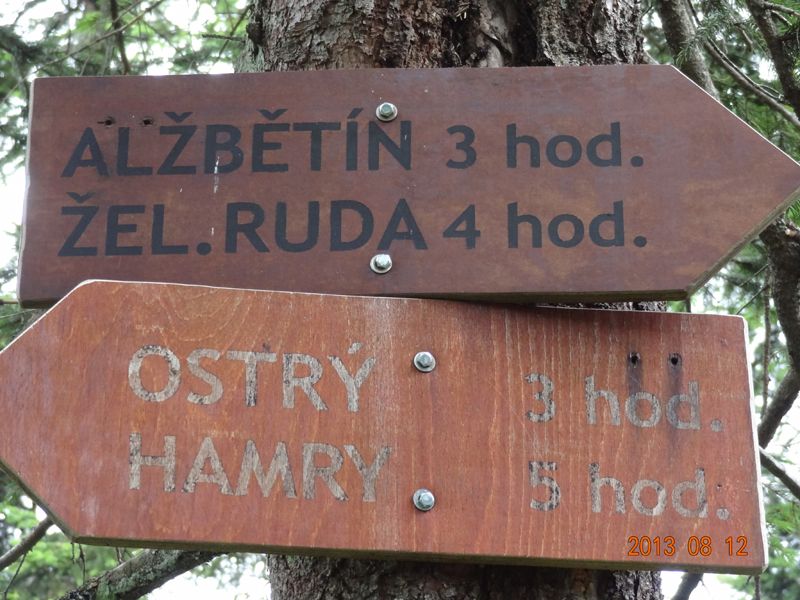 ALŽBĚTÍN 3 hod.
ŽEL. RUDA 4 hod.
OSTRÝ 3 hod.
HAMRY 5 hod.
2013 08 12